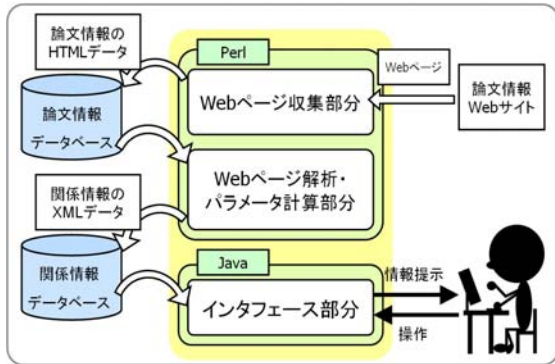 論文情報の
HTMLデータ
Perl
Webページ
Webページ収集部分
論文情報
Webサイト
論文情報
データベース
Webページ解析・
パラメータ計算部分
関係情報の
XMLデータ
Java
関係情報
データベース
インタフェース部分
情報提示
操作